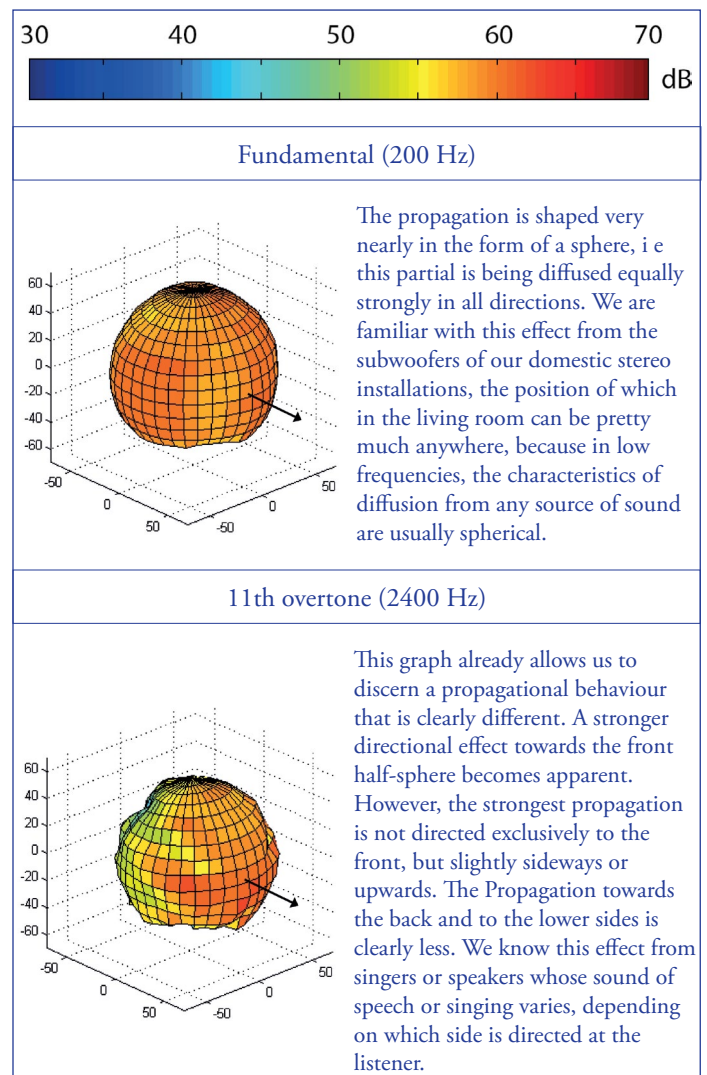 30 40 50 60 70
dB
Fundamental (200 Hz)
60
40
20
0
-20
-40
-60
-50
0
50
-50
0
50
The propagation is shaped very
nearly in the form of a sphere, i e
this partial is being diffused equally
strongly in all directions. We are
familiar with this effect from the
subwoofers of our domestic stereo
installations, the position of which
in the living room can be pretty
much anywhere, because in low
frequencies, the characteristics of
diffusion from any source of sound
are usually spherical.
11th overtone (2400 Hz)
60
40
20
0
-20
-40
-60
-50
0
50
-50
0
50
This graph already allows us to
discern a propagational behaviour
that is clearly different. A stronger
directional effect towards the front
half-sphere becomes apparent.
However, the strongest propagation
is not directed exclusively to the
front, but slightly sideways or
upwards. The Propagation towards
the back and to the lower sides is
clearly less. We know this effect from
singers or speakers whose sound of
speech or singing varies, depending
on which side is directed at the
listener.